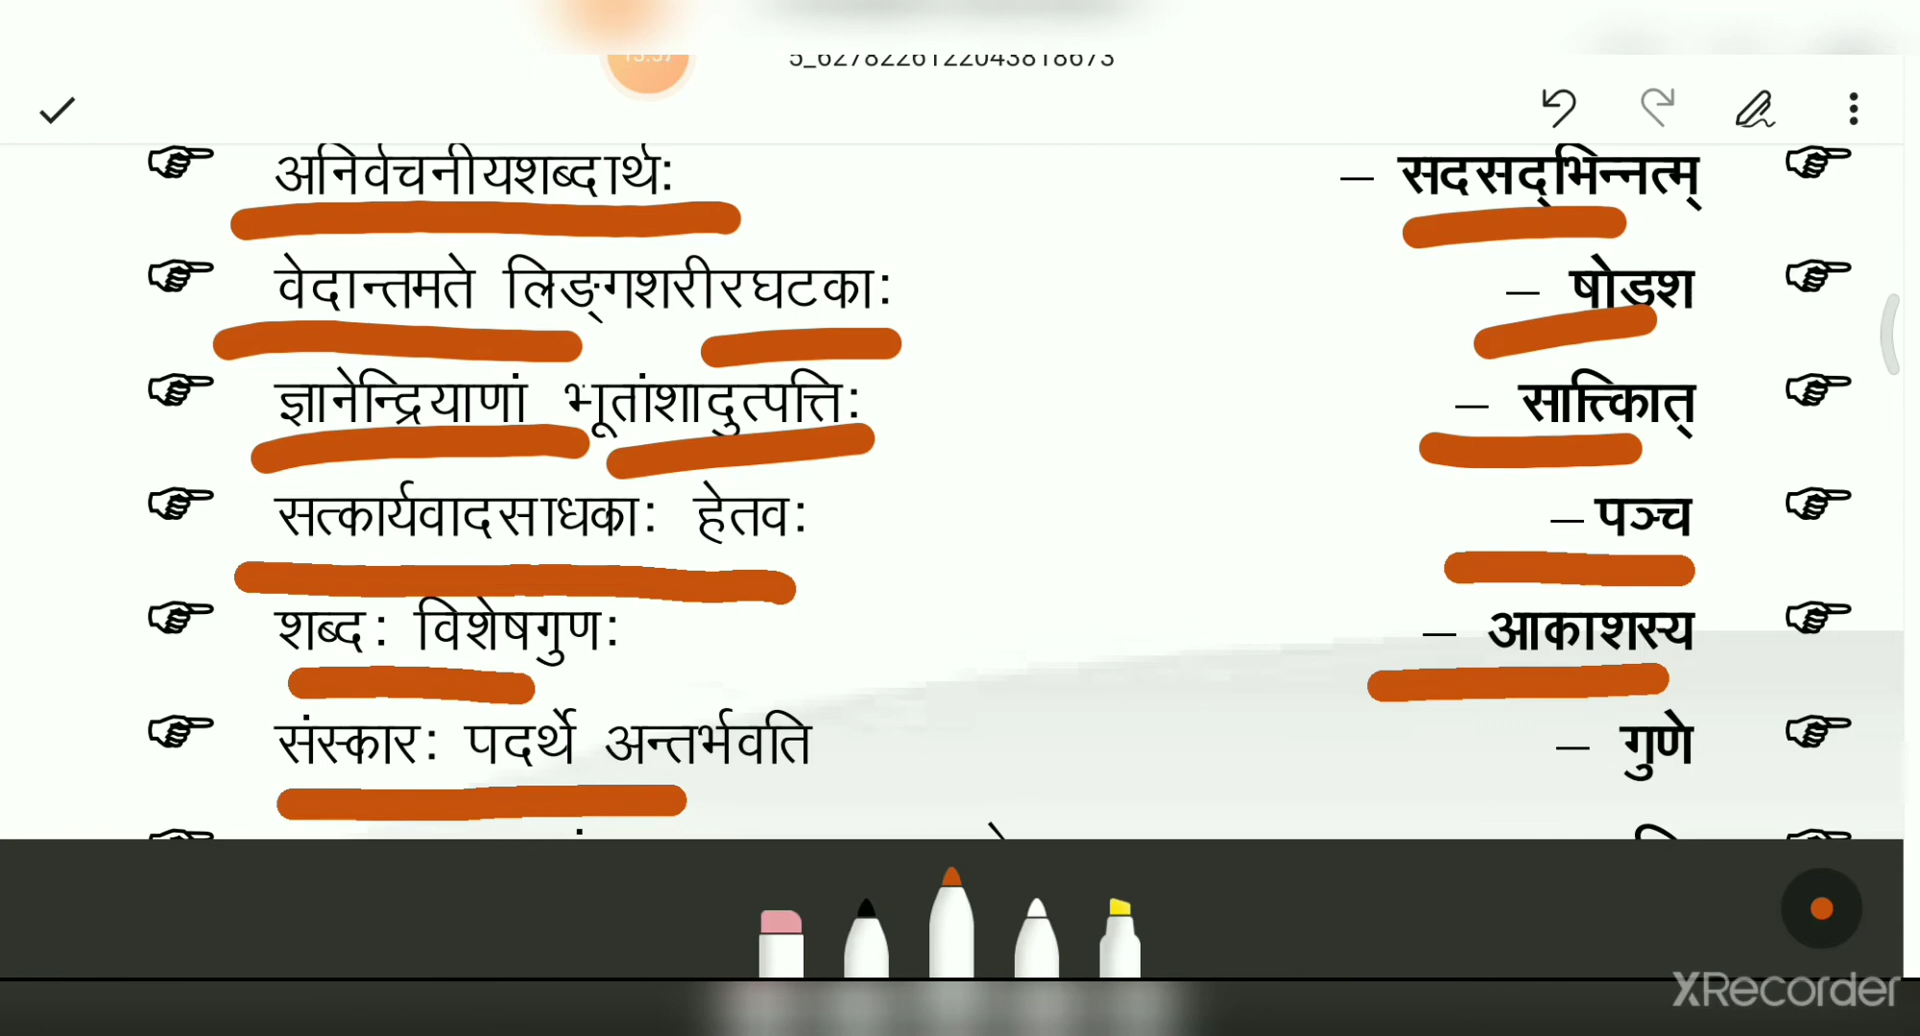 5_6278226122043818673
अनिर्वचनीयशब्दार्थः – सदसद्भिन्नत्म्
वेदान्तमते लिङ्गशरीरघटकाः – षोडश
ज्ञानेन्द्रियाणां भूतांशादुत्पत्तिः – सात्त्किात्
सत्कार्यवादसाधकाः हेतवः – पञ्च
शब्दः विशेषगुणः – आकाशस्य
संस्कारः पदर्थे अन्तर्भवति – गुणे
XRecorder